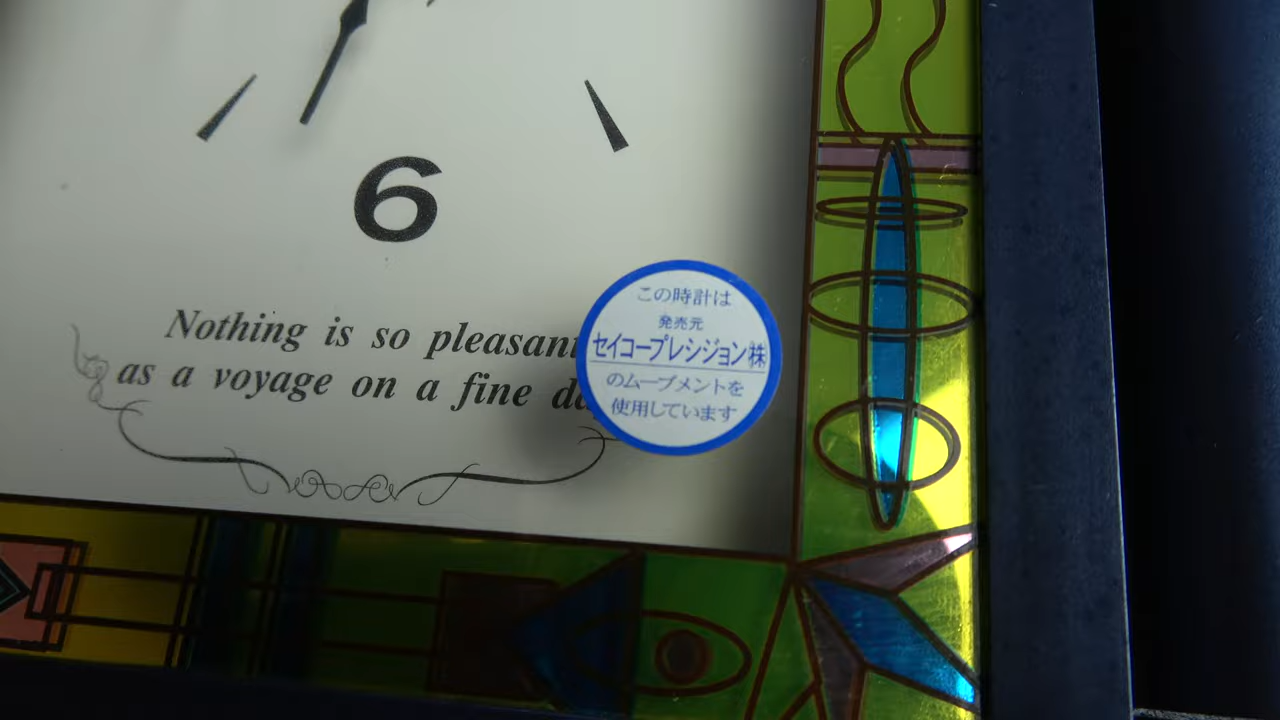 6
Nothing is so pleasant
as a voyage on a fine
この時計は
発売元
セイコープレシジョン㈱
のムーブメントを
使用しています